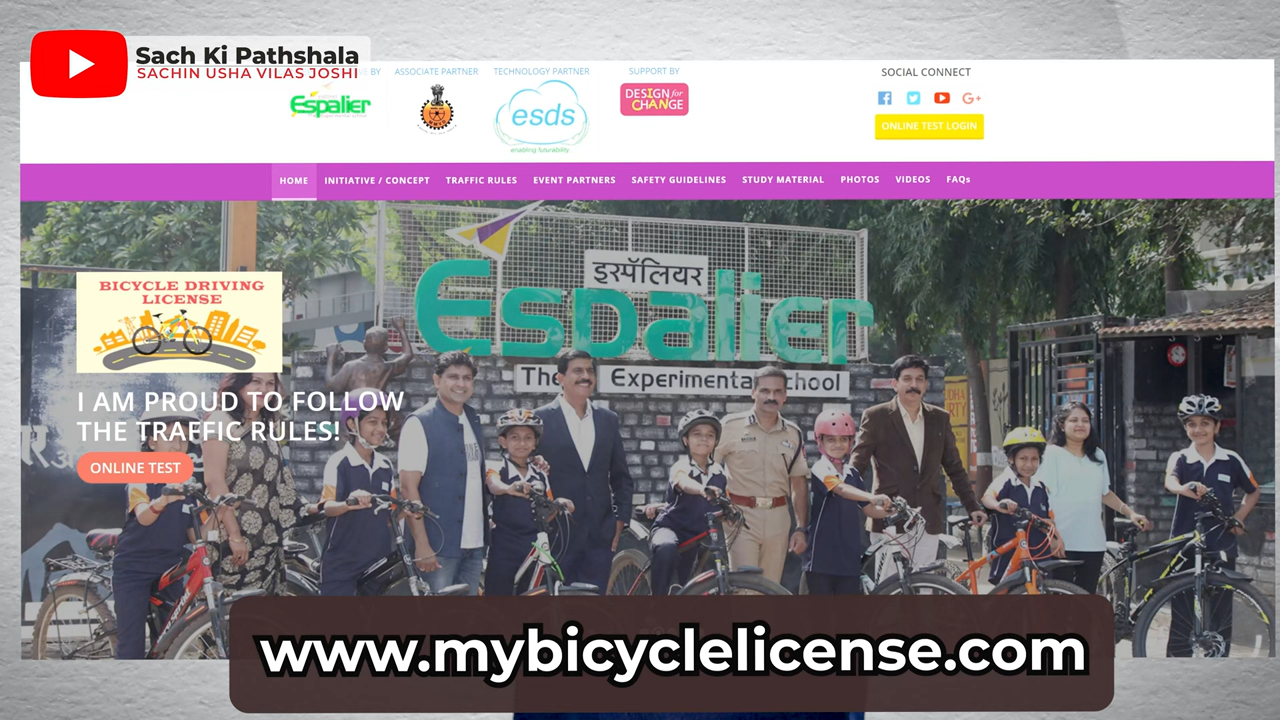 Sach Ki Pathshala
SACHIN USHA VILAS JOSHI
BY
ASSOCIATE PARTNER
TECHNOLOGY PARTNER
SUPPORT BY
SOCIAL CONNECT
Espalier
esds
enabling futurability
DESIGN for
CHANGE
ONLINE TEST LOGIN
HOME
INITIATIVE / CONCEPT
TRAFFIC RULES
EVENT PARTNERS
SAFETY GUIDELINES
STUDY MATERIAL
PHOTOS
VIDEOS
FAQs
इस्पॅलियर
Espalier
The Experimental School
BICYCLE DRIVING
LICENSE
I AM PROUD TO FOLLOW
THE TRAFFIC RULES!
ONLINE TEST
www.mybicyclelicense.com